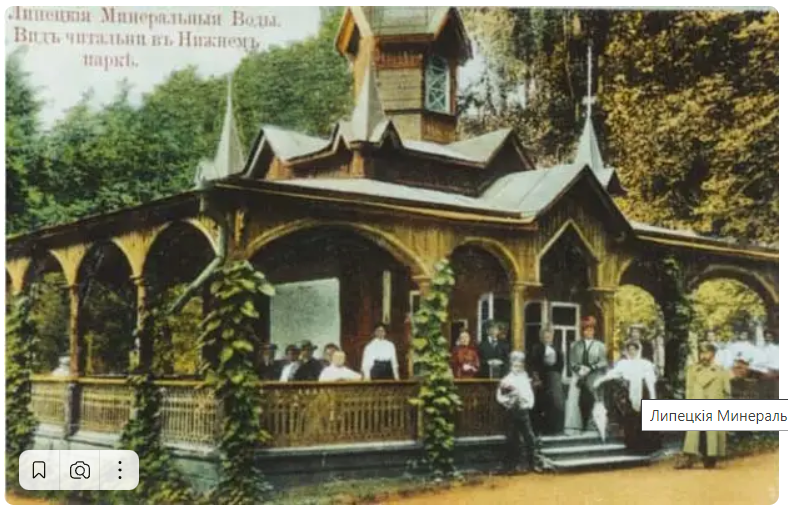 Липецкія Минеральныя Воды.
Видъ читальни въ Нижнемъ
паркѣ.
Липецкія Минераль